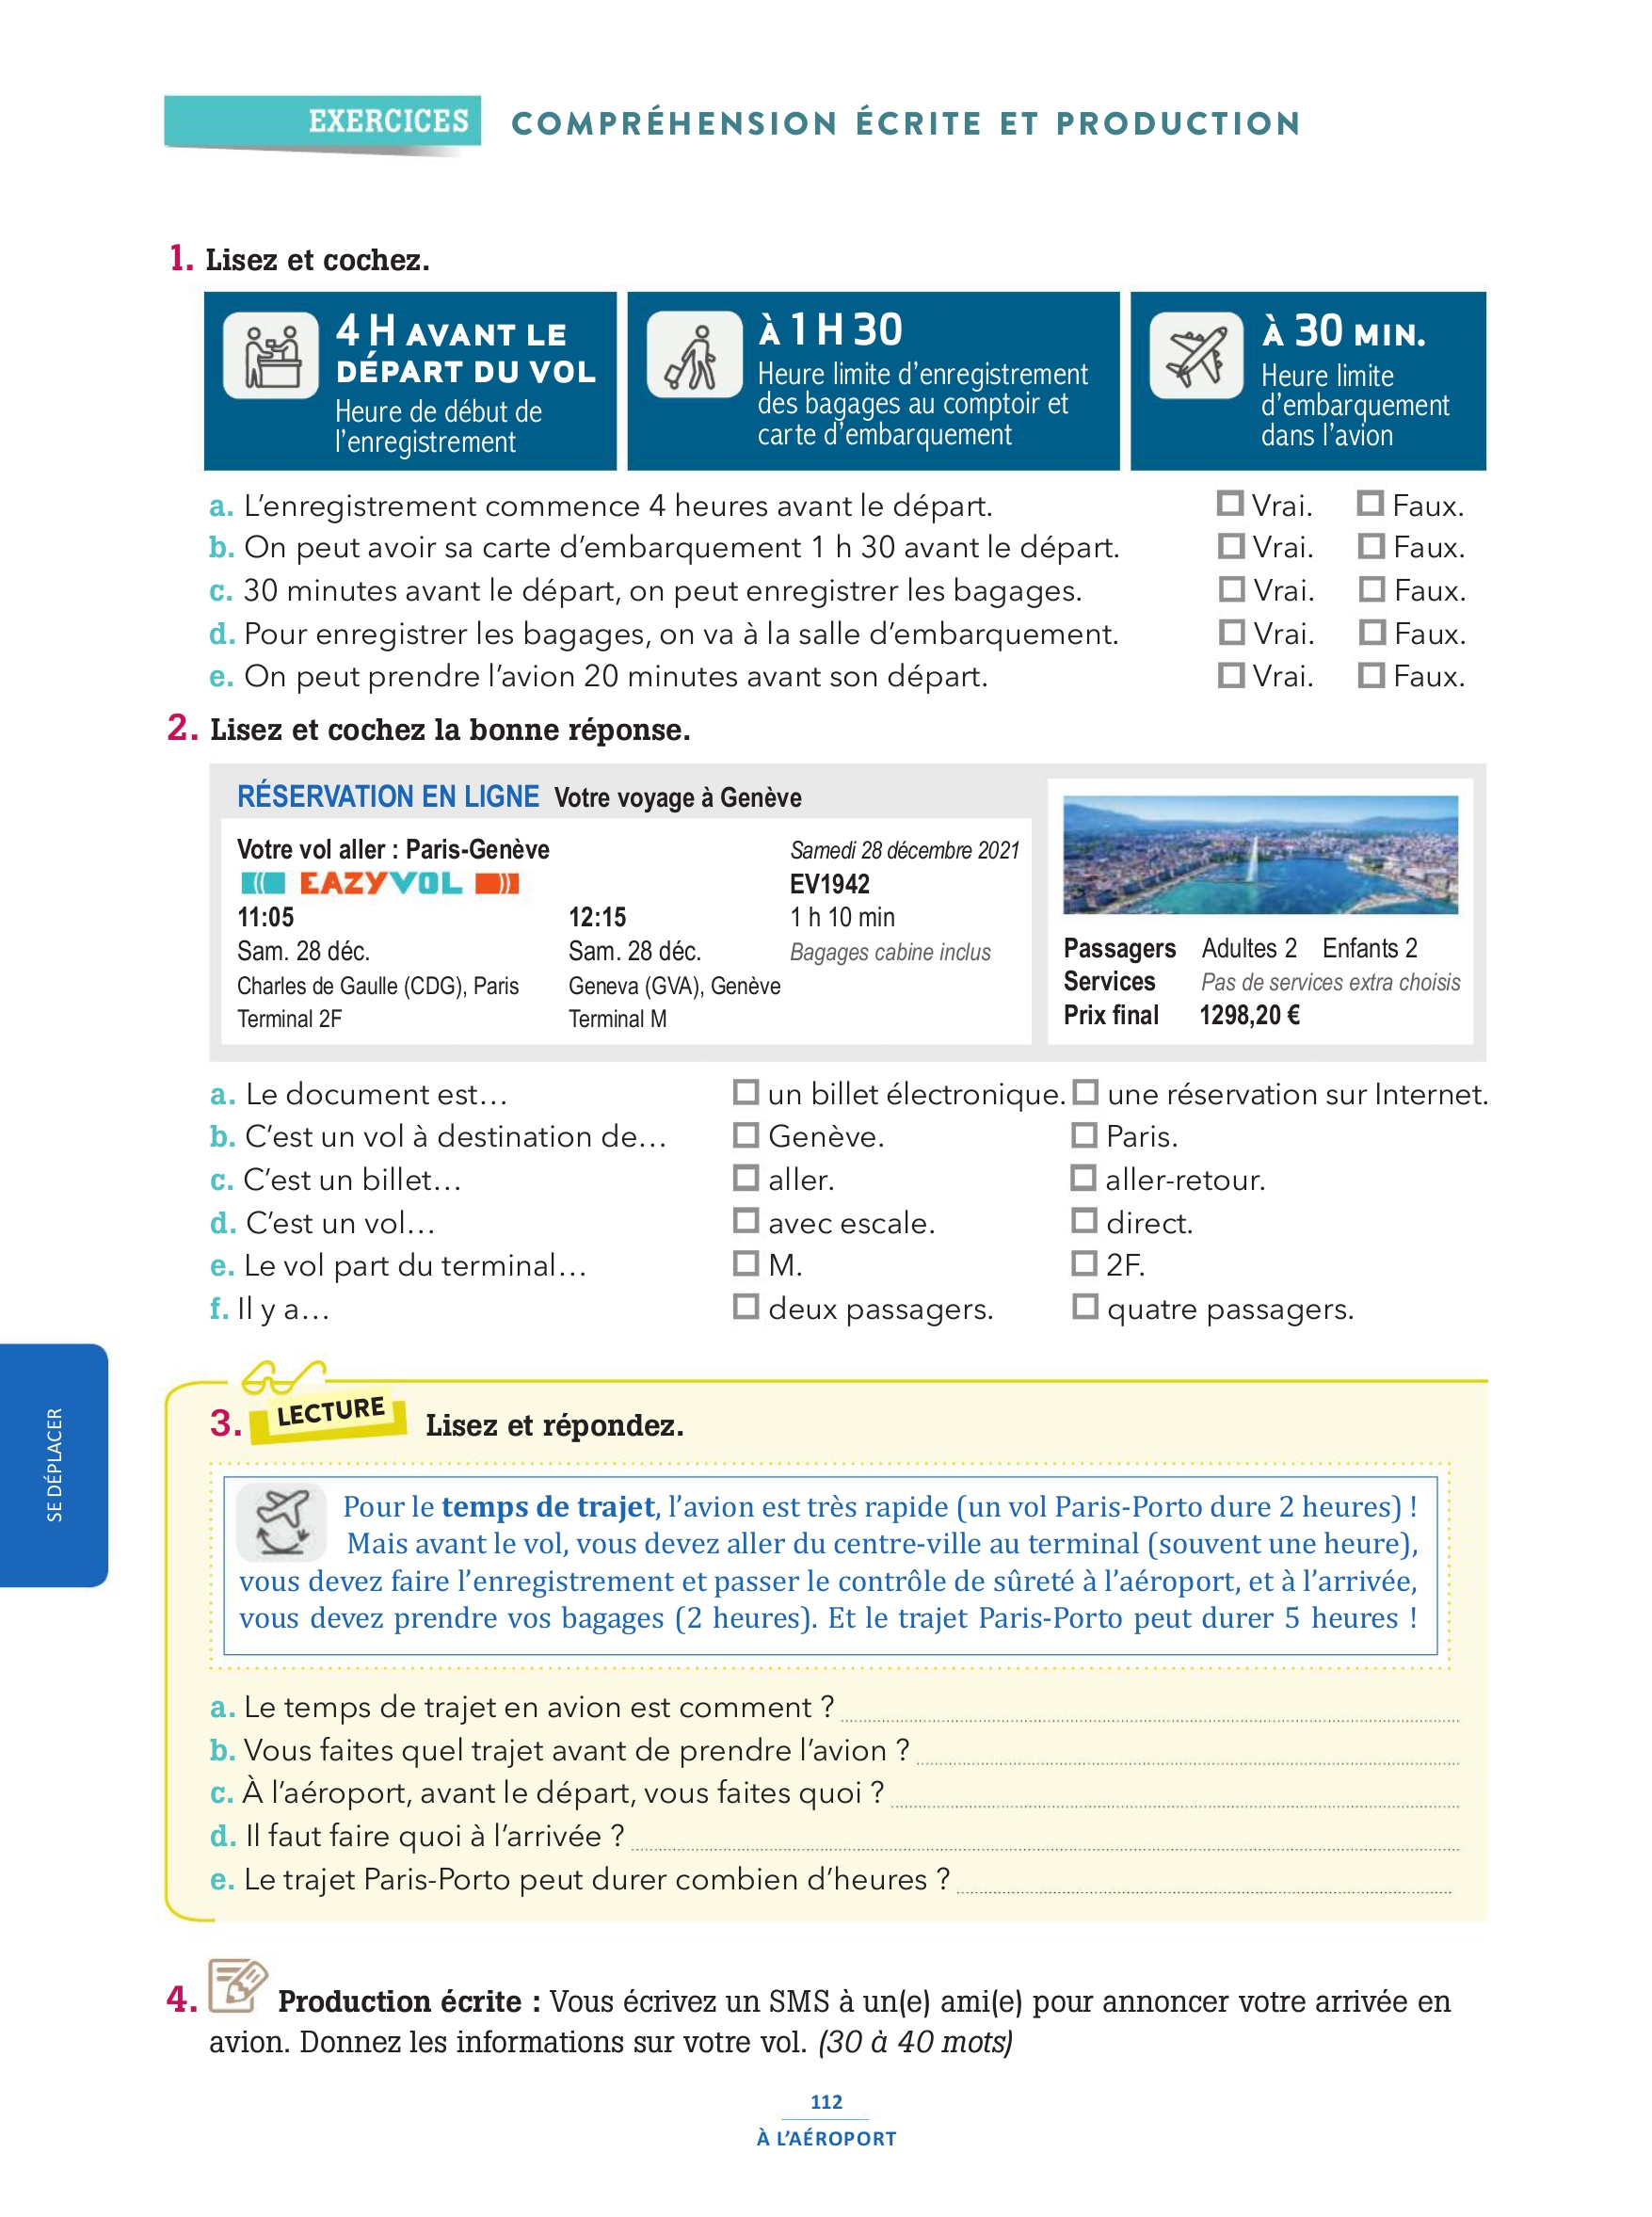 EXERCICES COMPRÉHENSION ÉCRITE ET PRODUCTION
1. Lisez et cochez.
4 H AVANT LE
DÉPART DU VOL
Heure de début de
l'enregistrement
À 1 H 30
Heure limite d'enregistrement
des bagages au comptoir et
carte d'embarquement
À 30 MIN.
Heure limite
d'embarquement
dans l'avion
a. L'enregistrement commence 4 heures avant le départ. Vrai. Faux.
b. On peut avoir sa carte d'embarquement 1 h 30 avant le départ. Vrai. Faux.
c. 30 minutes avant le départ, on peut enregistrer les bagages. Vrai. Faux.
d. Pour enregistrer les bagages, on va à la salle d'embarquement. Vrai. Faux.
e. On peut prendre l'avion 20 minutes avant son départ. Vrai. Faux.
2. Lisez et cochez la bonne réponse.
RÉSERVATION EN LIGNE Votre voyage à Genève
Votre vol aller : Paris-Genève Samedi 28 décembre 2021
EAZYVOL EV1942
11:05 12:15 1 h 10 min
Sam. 28 déc. Sam. 28 déc. Bagages cabine inclus
Charles de Gaulle (CDG), Paris Geneva (GVA), Genève
Terminal 2F Terminal M
Passagers Adultes 2 Enfants 2
Services Pas de services extra choisis
Prix final 1298,20 €
a. Le document est... un billet électronique. une réservation sur Internet.
b. C'est un vol à destination de... Genève. Paris.
c. C'est un billet... aller. aller-retour.
d. C'est un vol... avec escale. direct.
e. Le vol part du terminal... M. 2F.
f. Il y a... deux passagers. quatre passagers.
SE DÉPLACER
3. LECTURE Lisez et répondez.
Pour le temps de trajet, l'avion est très rapide (un vol Paris-Porto dure 2 heures) !
Mais avant le vol, vous devez aller du centre-ville au terminal (souvent une heure),
vous devez faire l'enregistrement et passer le contrôle de sûreté à l'aéroport, et à l'arrivée,
vous devez prendre vos bagages (2 heures). Et le trajet Paris-Porto peut durer 5 heures !
a. Le temps de trajet en avion est comment ?
b. Vous faites quel trajet avant de prendre l'avion ?
c. À l'aéroport, avant le départ, vous faites quoi ?
d. Il faut faire quoi à l'arrivée ?
e. Le trajet Paris-Porto peut durer combien d'heures ?
4. Production écrite : Vous écrivez un SMS à un(e) ami(e) pour annoncer votre arrivée en
avion. Donnez les informations sur votre vol. (30 à 40 mots)
112
À L'AÉROPORT